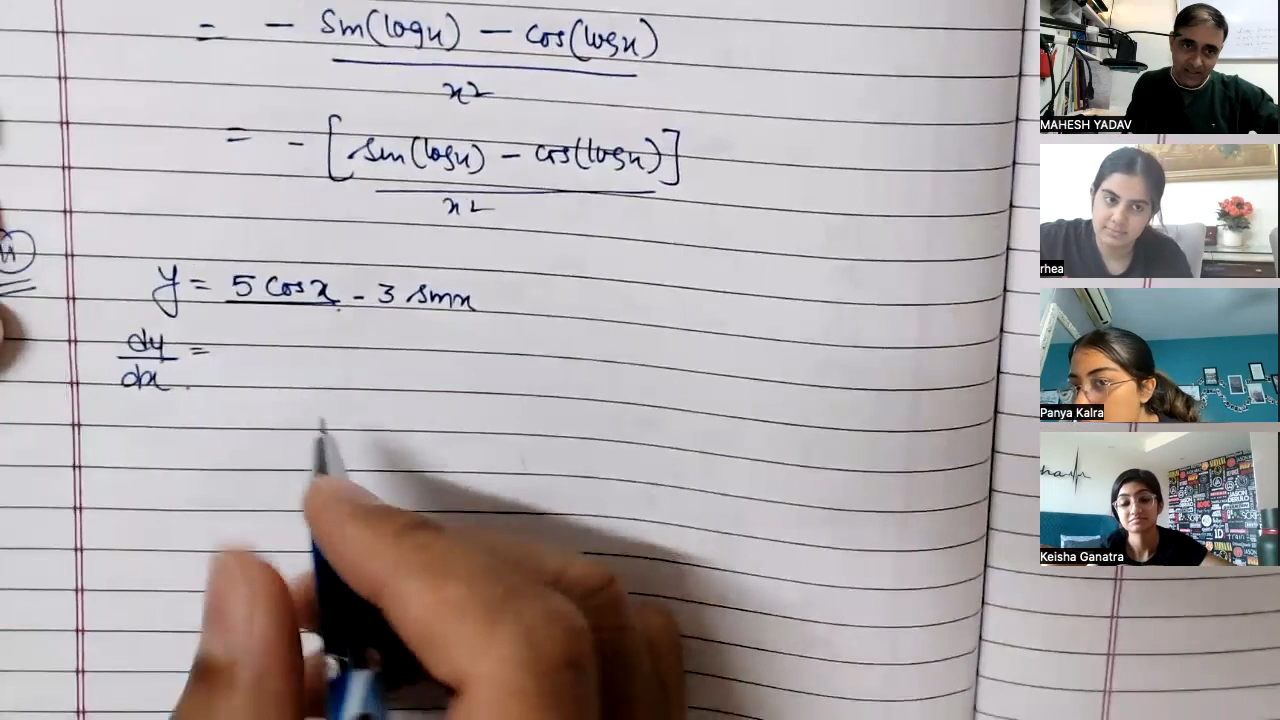 = - sin(logx) - cos(logx)
x2
= - [sin(logx) - cos(logx)]
x2
y = 5 cosx - 3 sinx
dy
dx
=
MAHESH YADAV
rhea
Panya Kalra
Keisha Ganatra